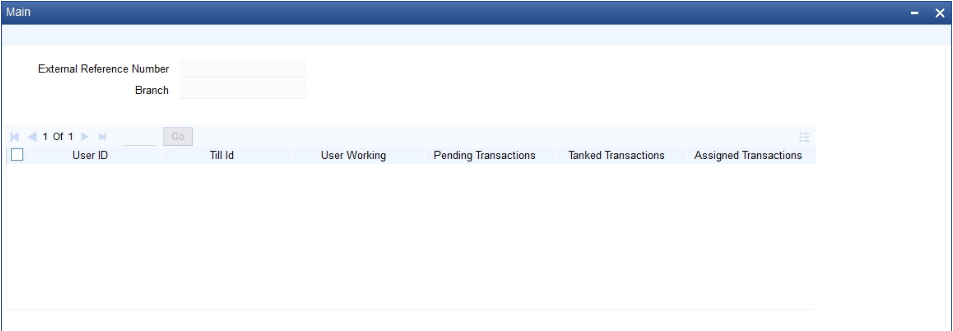 Main
External Reference Number
Branch
1 Of 1 Go
User ID Till Id User Working Pending Transactions Tanked Transactions Assigned Transactions